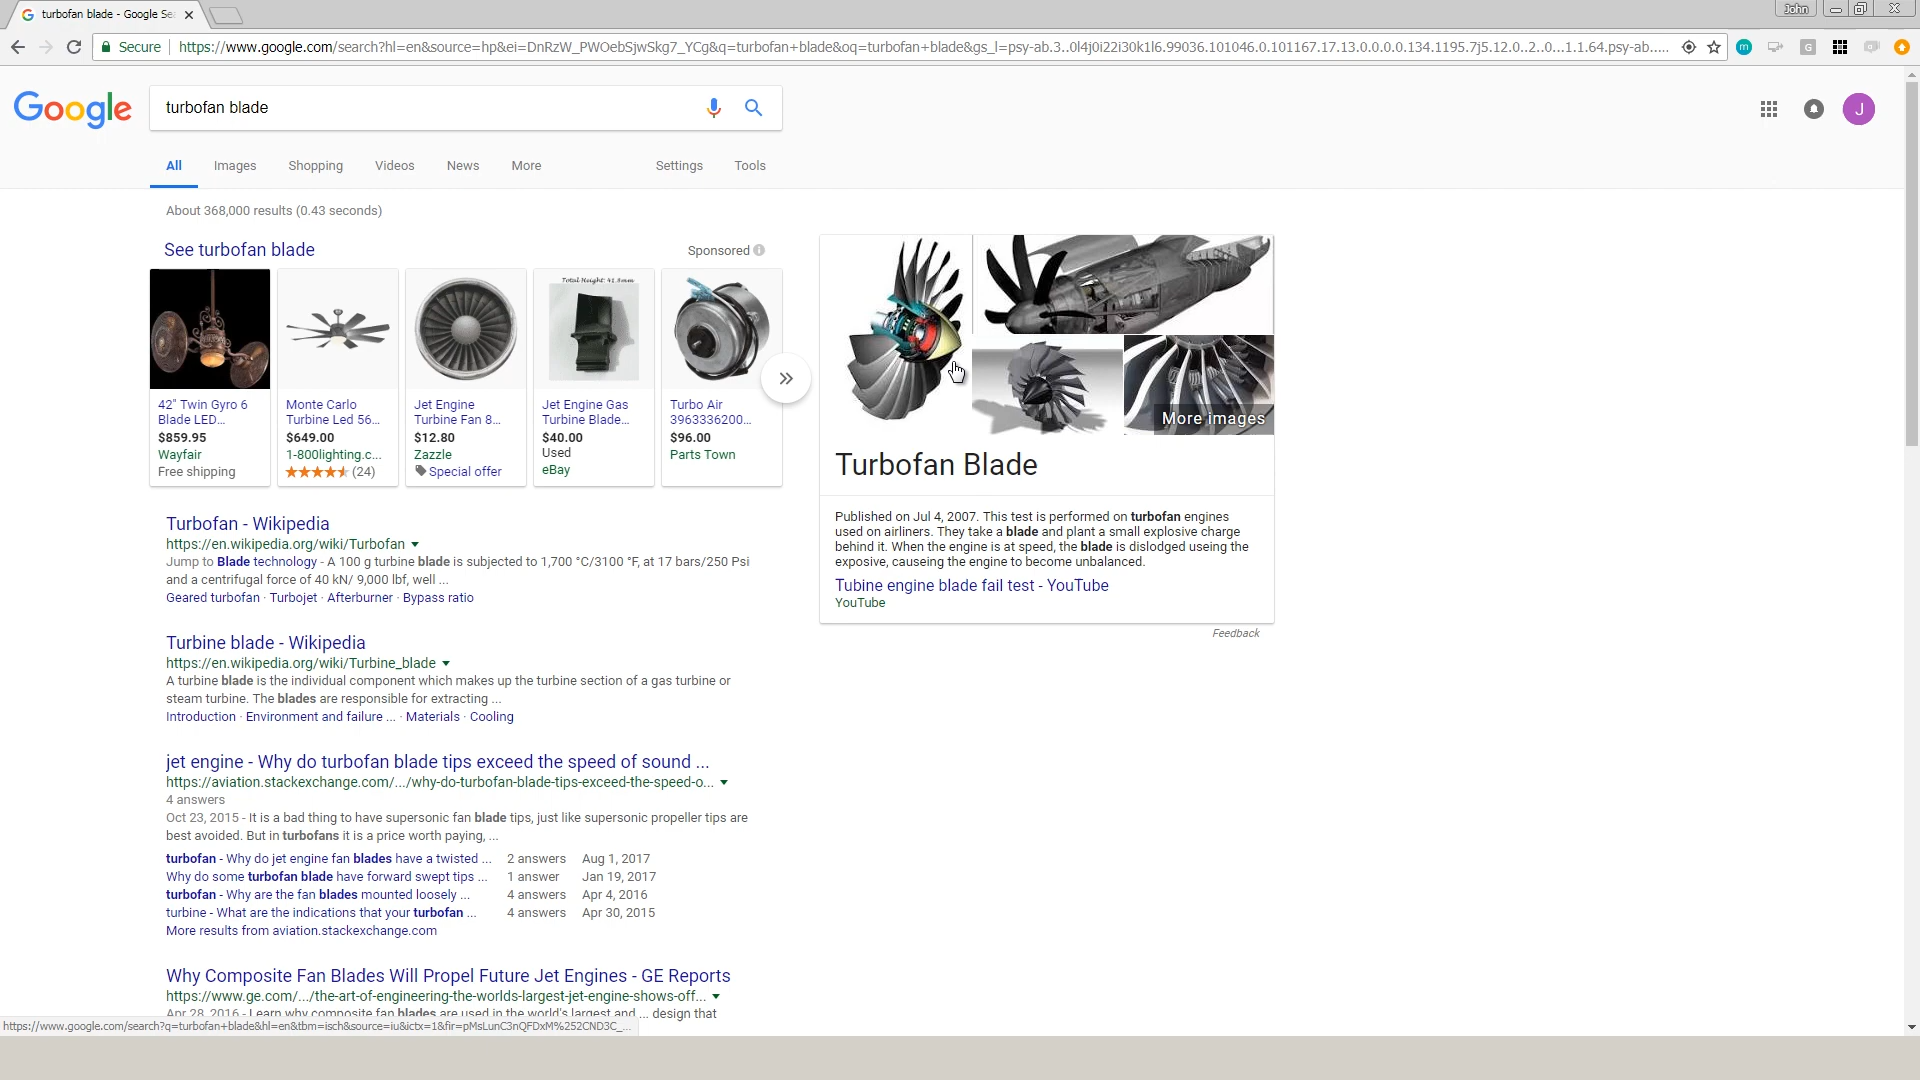 turbofan blade - Google Se
John
Secure
https://www.google.com/search?hl=en&source=hp&ei=DnRzW_PWOebSjwSkg7_YCg&q=turbofan+blade&oq=turbofan+blade&gs_l=psy-ab.3..0l4j0i22i30k1l6.99036.101046.0.101167.17.13.0.0.0.0.134.1195.7j5.12.0..2..0...1.1.64.psy-ab.....
Google
turbofan blade
J
All Images Shopping Videos News More Settings Tools
About 368,000 results (0.43 seconds)
See turbofan blade
Sponsored
Total Height: 41.8mm
42" Twin Gyro 6
Blade LED...
$859.95
Wayfair
Free shipping
Monte Carlo
Turbine Led 56...
$649.00
1-800lighting.c...
(24)
Jet Engine
Turbine Fan 8...
$12.80
Zazzle
Special offer
Jet Engine Gas
Turbine Blade...
$40.00
Used
eBay
Turbo Air
3963336200...
$96.00
Parts Town
Turbofan - Wikipedia
https://en.wikipedia.org/wiki/Turbofan
Jump to Blade technology - A 100 g turbine blade is subjected to 1,700 °C/3100 °F, at 17 bars/250 Psi
and a centrifugal force of 40 kN/ 9,000 lbf, well ...
Geared turbofan · Turbojet · Afterburner · Bypass ratio
Turbine blade - Wikipedia
https://en.wikipedia.org/wiki/Turbine_blade
A turbine blade is the individual component which makes up the turbine section of a gas turbine or
steam turbine. The blades are responsible for extracting ...
Introduction · Environment and failure ... · Materials · Cooling
jet engine - Why do turbofan blade tips exceed the speed of sound ...
https://aviation.stackexchange.com/.../why-do-turbofan-blade-tips-exceed-the-speed-o...
4 answers
Oct 23, 2015 - It is a bad thing to have supersonic fan blade tips, just like supersonic propeller tips are
best avoided. But in turbofans it is a price worth paying, ...
turbofan - Why do jet engine fan blades have a twisted ... 2 answers Aug 1, 2017
Why do some turbofan blade have forward swept tips ... 1 answer Jan 19, 2017
turbofan - Why are the fan blades mounted loosely ... 4 answers Apr 4, 2016
turbine - What are the indications that your turbofan ... 4 answers Apr 30, 2015
More results from aviation.stackexchange.com
Why Composite Fan Blades Will Propel Future Jet Engines - GE Reports
https://www.ge.com/.../the-art-of-engineering-the-worlds-largest-jet-engine-shows-off...
Apr 28, 2016 - Learn why composite fan blades are used in the world's largest and ... design that
https://www.google.com/search?q=turbofan+blade&hl=en&tbm=isch&source=iu&ictx=1&fir=pMsLunC3nQFDxM%252CND3C_...
More images
Turbofan Blade
Published on Jul 4, 2007. This test is performed on turbofan engines
used on airliners. They take a blade and plant a small explosive charge
behind it. When the engine is at speed, the blade is dislodged useing the
exposive, causeing the engine to become unbalanced.
Tubine engine blade fail test - YouTube
YouTube
Feedback